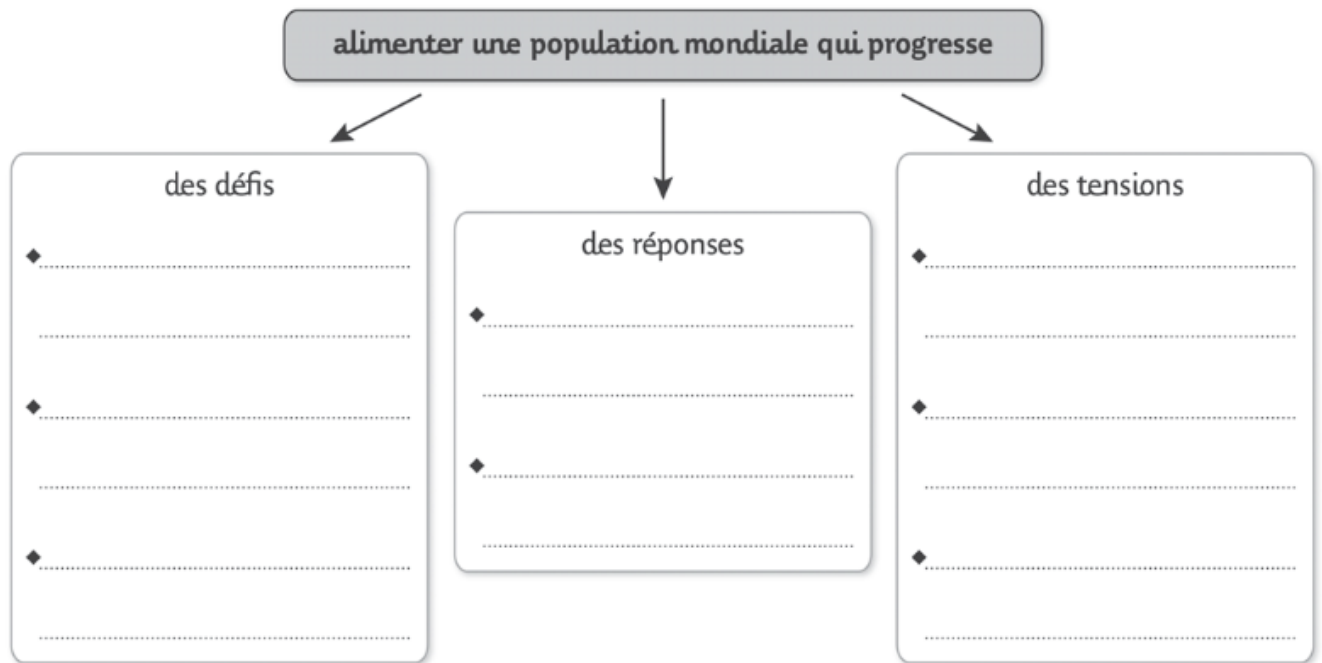 alimenter une population mondiale qui progresse
des défis
des réponses
des tensions